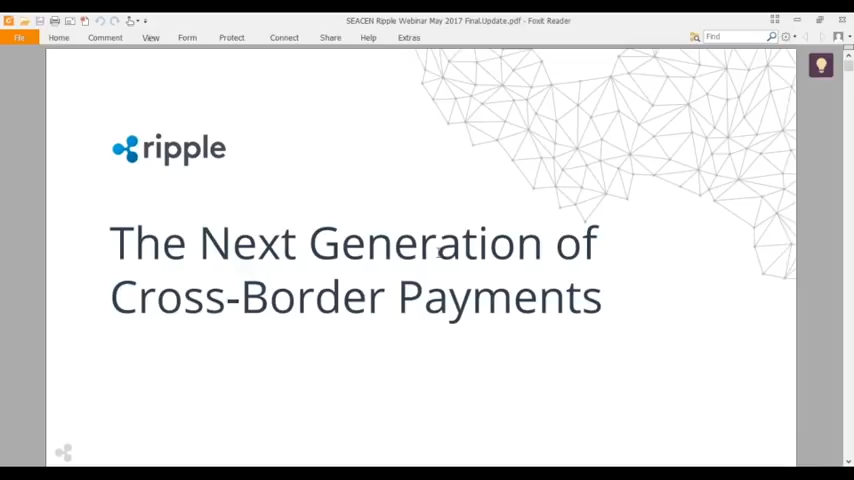 SEACEN Ripple Webinar May 2017 Final.Update.pdf - Foxit Reader
File Home Comment View Form Protect Connect Share Help Extras Find
ripple
The Next Generation of
Cross-Border Payments